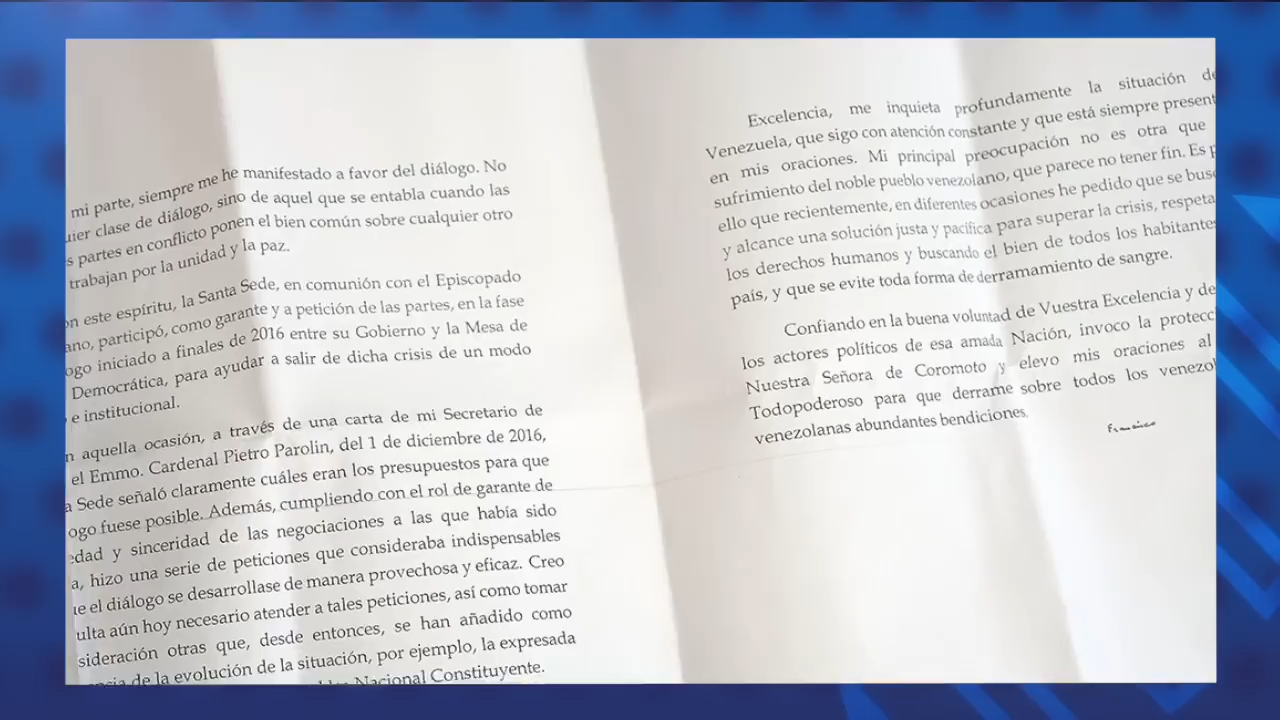 mi parte, siempre me he manifestado a favor del diálogo. No
clase de diálogo, sino de aquel que se entabla cuando las
partes en conflicto ponen el bien común sobre cualquier otro
trabajan por la unidad y la paz.
este espíritu, la Santa Sede, en comunión con el Episcopado
participó, como garante y a petición de las partes, en la fase
iniciado a finales de 2016 entre su Gobierno y la Mesa de
Democrática, para ayudar a salir de dicha crisis de un modo
e institucional.
aquella ocasión, a través de una carta de mi Secretario de
el Emmo. Cardenal Pietro Parolin, del 1 de diciembre de 2016,
Sede señaló claramente cuáles eran los presupuestos para que
fuese posible. Además, cumpliendo con el rol de garante de
y sinceridad de las negociaciones a las que había sido
hizo una serie de peticiones que consideraba indispensables
el diálogo se desarrollase de manera provechosa y eficaz. Creo
aún hoy necesario atender a tales peticiones, así como tomar
otras que, desde entonces, se han añadido como
de la evolución de la situación, por ejemplo, la expresada
Nacional Constituyente.
Excelencia, me inquieta profundamente la situación de
Venezuela, que sigo con atención constante y que está siempre present
en mis oraciones. Mi principal preocupación no es otra que
sufrimiento del noble pueblo venezolano, que parece no tener fin. Es p
ello que recientemente, en diferentes ocasiones he pedido que se bus
y alcance una solución justa y pacífica para superar la crisis, respeta
los derechos humanos y buscando el bien de todos los habitantes
país, y que se evite toda forma de derramamiento de sangre.
Confiando en la buena voluntad de Vuestra Excelencia y de
los actores políticos de esa amada Nación, invoco la protecc
Nuestra Señora de Coromoto y elevo mis oraciones al
Todopoderoso para que derrame sobre todos los venezol
venezolanas abundantes bendiciones.
Francisco